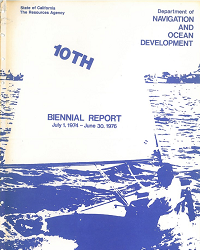 State of California
The Resources Agency
Department of
NAVIGATION
AND
OCEAN
DEVELOPMENT
10TH
BIENNIAL REPORT
July 1, 1974 – June 30, 1976